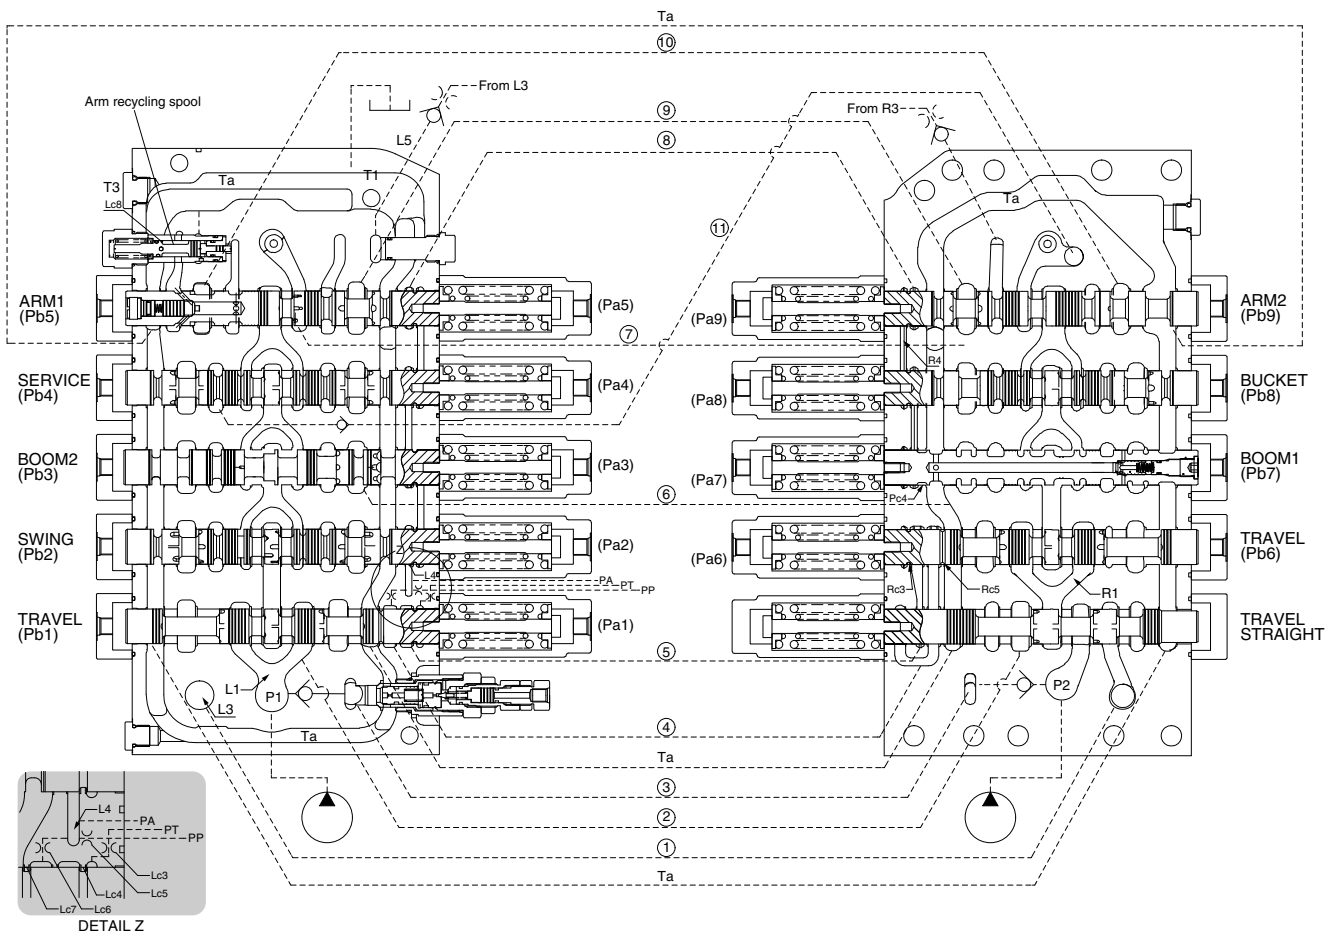 Ta
⑩
From L3
Arm recycling spool
⑨
From R3
L5
⑧
T3
Ta
T1
Ta
Lc8
⑪
ARM1
(Pb5)
(Pa5)
(Pa9)
ARM2
(Pb9)
⑦
R4
SERVICE
(Pb4)
(Pa4)
(Pa8)
BUCKET
(Pb8)
BOOM2
(Pb3)
(Pa3)
(Pa7)
BOOM1
(Pb7)
Pc4
⑥
SWING
(Pb2)
(Pa2)
(Pa6)
TRAVEL
(Pb6)
Z
L4
PA
PT
PP
Rc3
Rc5
R1
TRAVEL
(Pb1)
(Pa1)
TRAVEL
STRAIGHT
⑤
L1
P1
P2
L3
Ta
④
Ta
③
②
①
Ta
L4
PA
PT
PP
Lc3
Lc5
Lc4
Lc7
Lc6
DETAIL Z